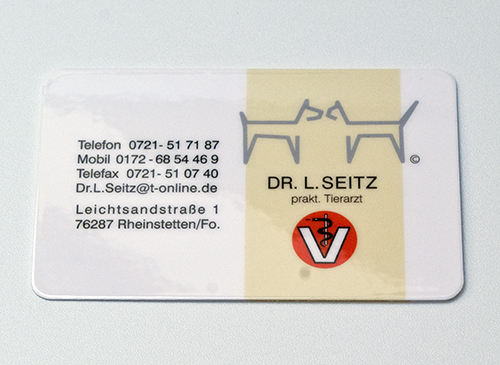 Telefon 0721- 51 71 87
Mobil 0172 - 68 54 46 9
Telefax 0721- 51 07 40
Dr.L.Seitz@t-online.de
Leichtsandstraße 1
76287 Rheinstetten/Fo.
©
DR. L. SEITZ
prakt. Tierarzt
V